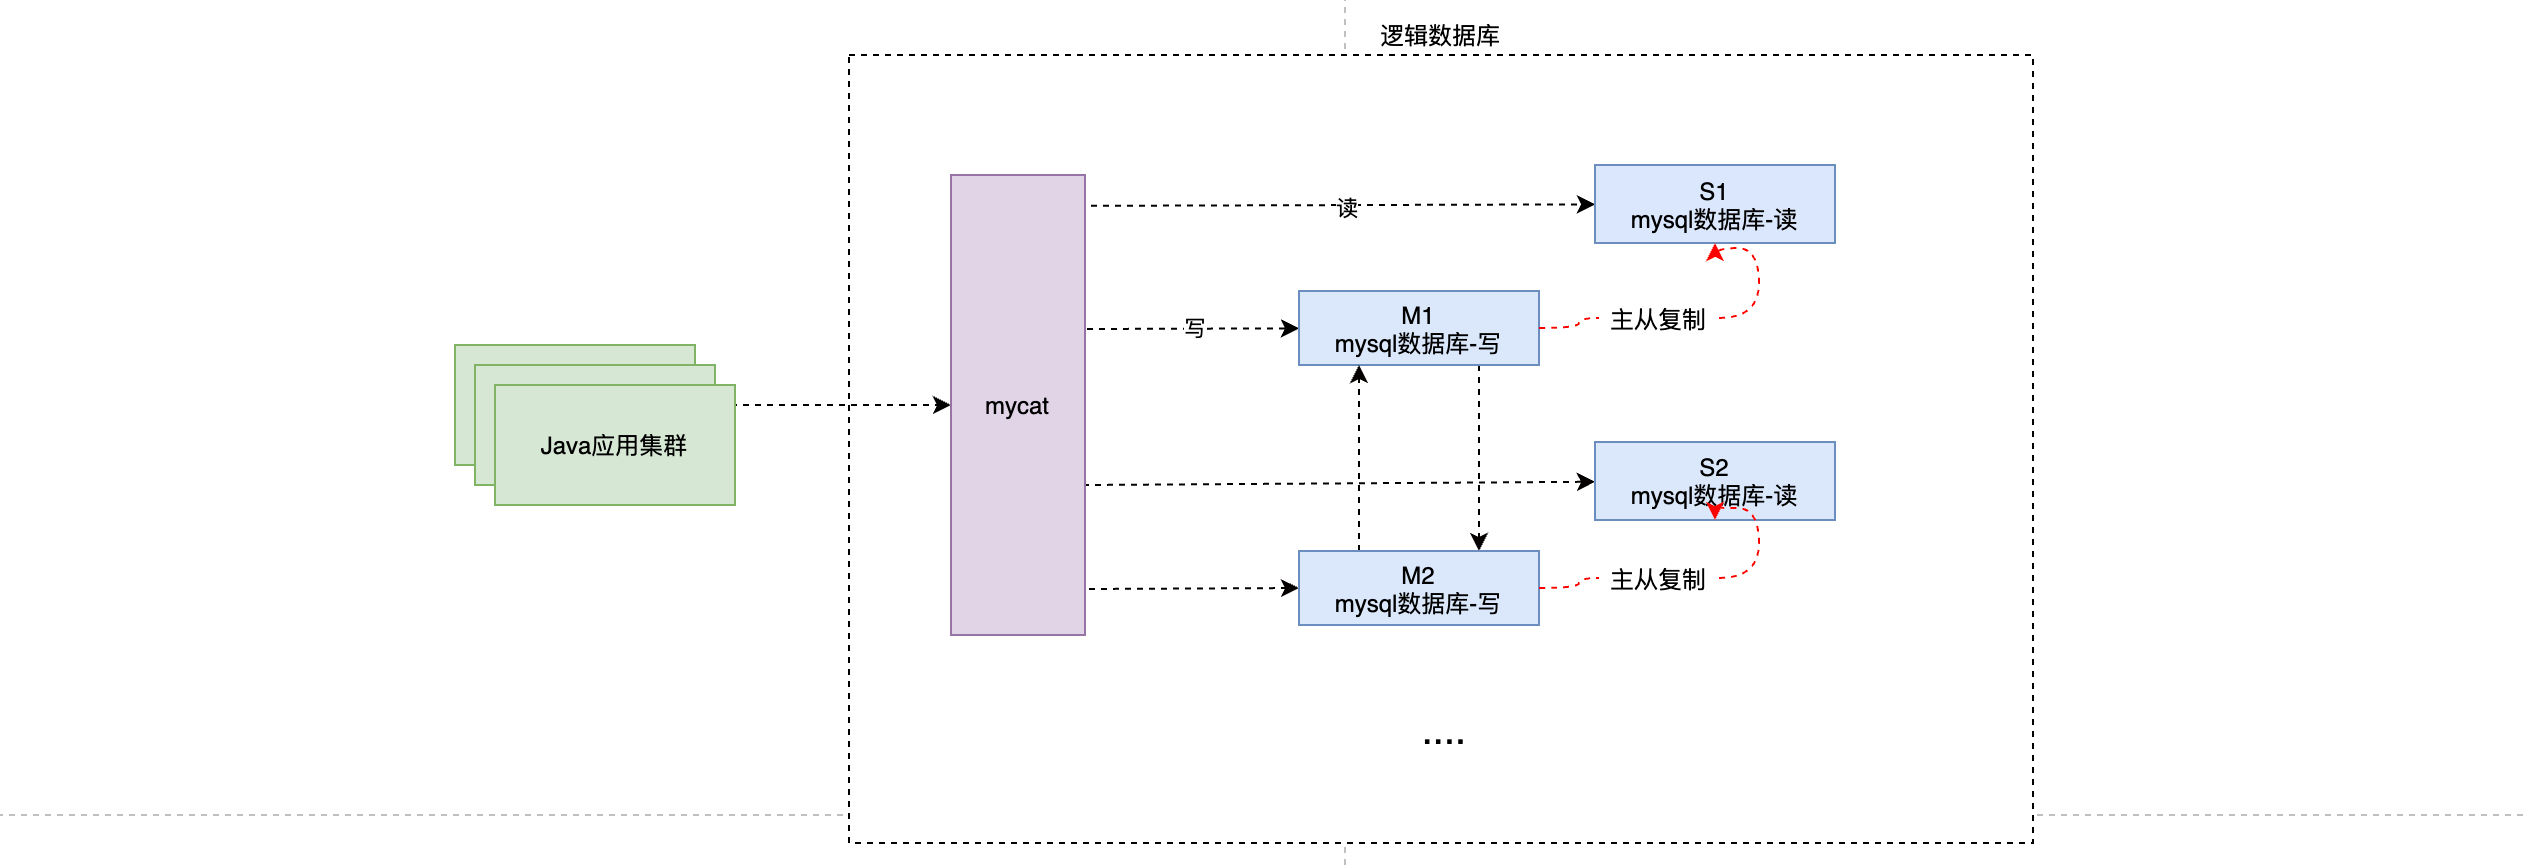 逻辑数据库
S1
mysql数据库-读
读
M1
mysql数据库-写
写
主从复制
mycat
Java应用集群
S2
mysql数据库-读
M2
mysql数据库-写
主从复制
....